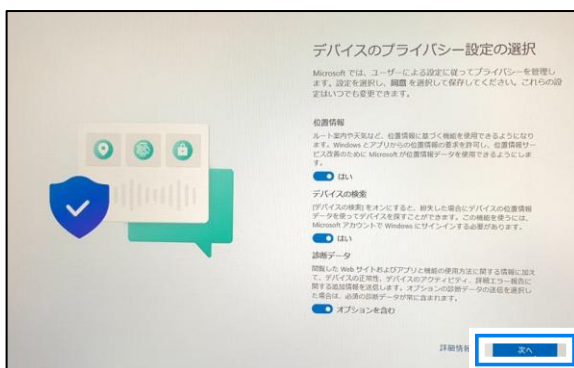 デバイスのプライバシー設定の選択
Microsoft では、ユーザーによる設定に従ってプライバシーを管理し
ます。設定を選択し、同意 を選択して保存してください。これらの設
定はいつでも変更できます。
位置情報
ルート案内や天気など、位置情報に基づく機能を使用できるようになり
ます。Windows とアプリからの位置情報の要求を許可し、位置情報サー
ビス改善のために Microsoft が位置情報データを使用できるようにしま
す。
はい
デバイスの検索
[デバイスの検索] をオンにすると、紛失した場合にデバイスの位置情報
データを使ってデバイスを探すことができます。この機能を使うには、
Microsoft アカウントで Windows にサインインする必要があります。
はい
診断データ
閲覧した Web サイトおよびアプリと機能の使用方法に関する情報に加え
て、デバイスの正常性、デバイスのアクティビティ、詳細エラー報告に
関する追加情報を送信します。オプションの診断データの送信を選択し
た場合は、必須の診断データが常に含まれます。
オプションを含む
詳細情報
次へ